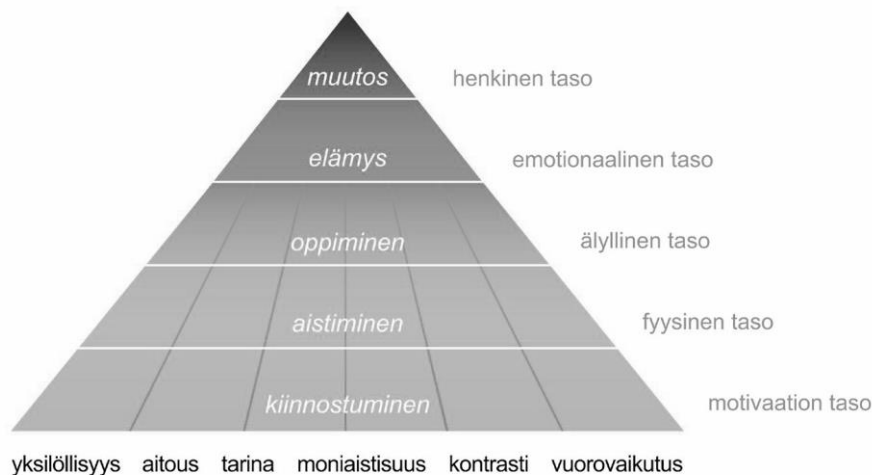 muutos henkinen taso
elämys emotionaalinen taso
oppiminen älyllinen taso
aistiminen fyysinen taso
kiinnostuminen motivaation taso
yksilöllisyys aitous tarina moniaistisuus kontrasti vuorovaikutus